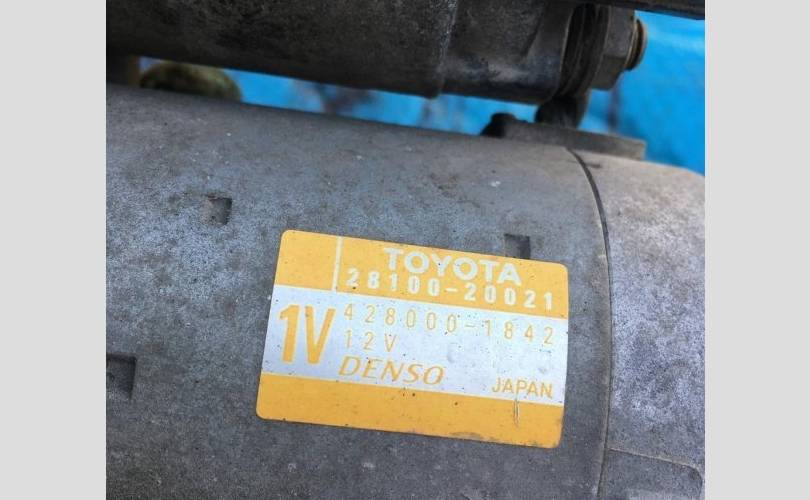 TOYOTA
28100-20021
1V
428000-1842
12V
DENSO
JAPAN